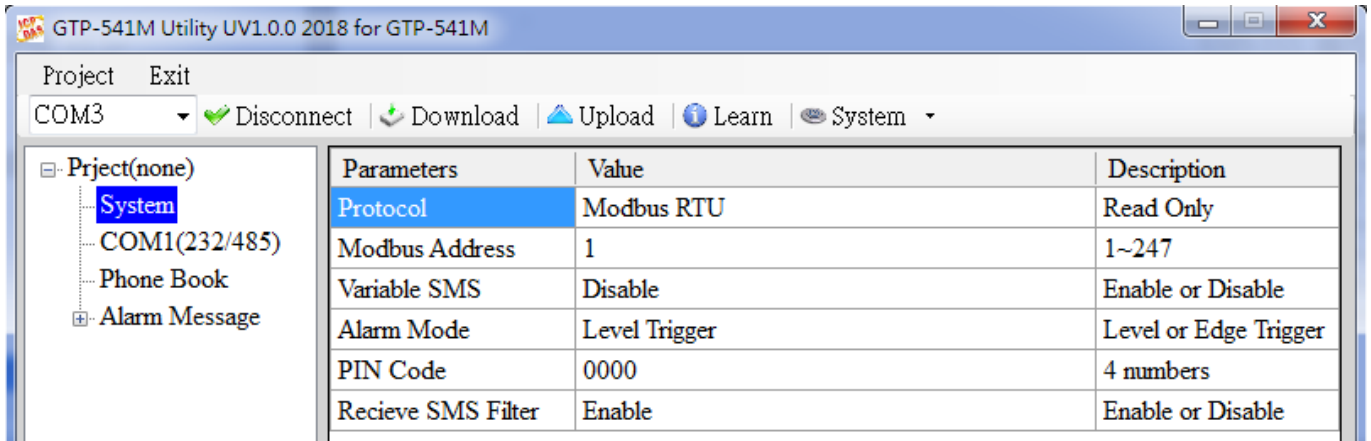 GTP-541M Utility UV1.0.0 2018 for GTP-541M
Project Exit
COM3 Disconnect Download Upload Learn System
Prject(none)
System
COM1(232/485)
Phone Book
Alarm Message
Parameters Value Description
Protocol Modbus RTU Read Only
Modbus Address 1 1~247
Variable SMS Disable Enable or Disable
Alarm Mode Level Trigger Level or Edge Trigger
PIN Code 0000 4 numbers
Recieve SMS Filter Enable Enable or Disable